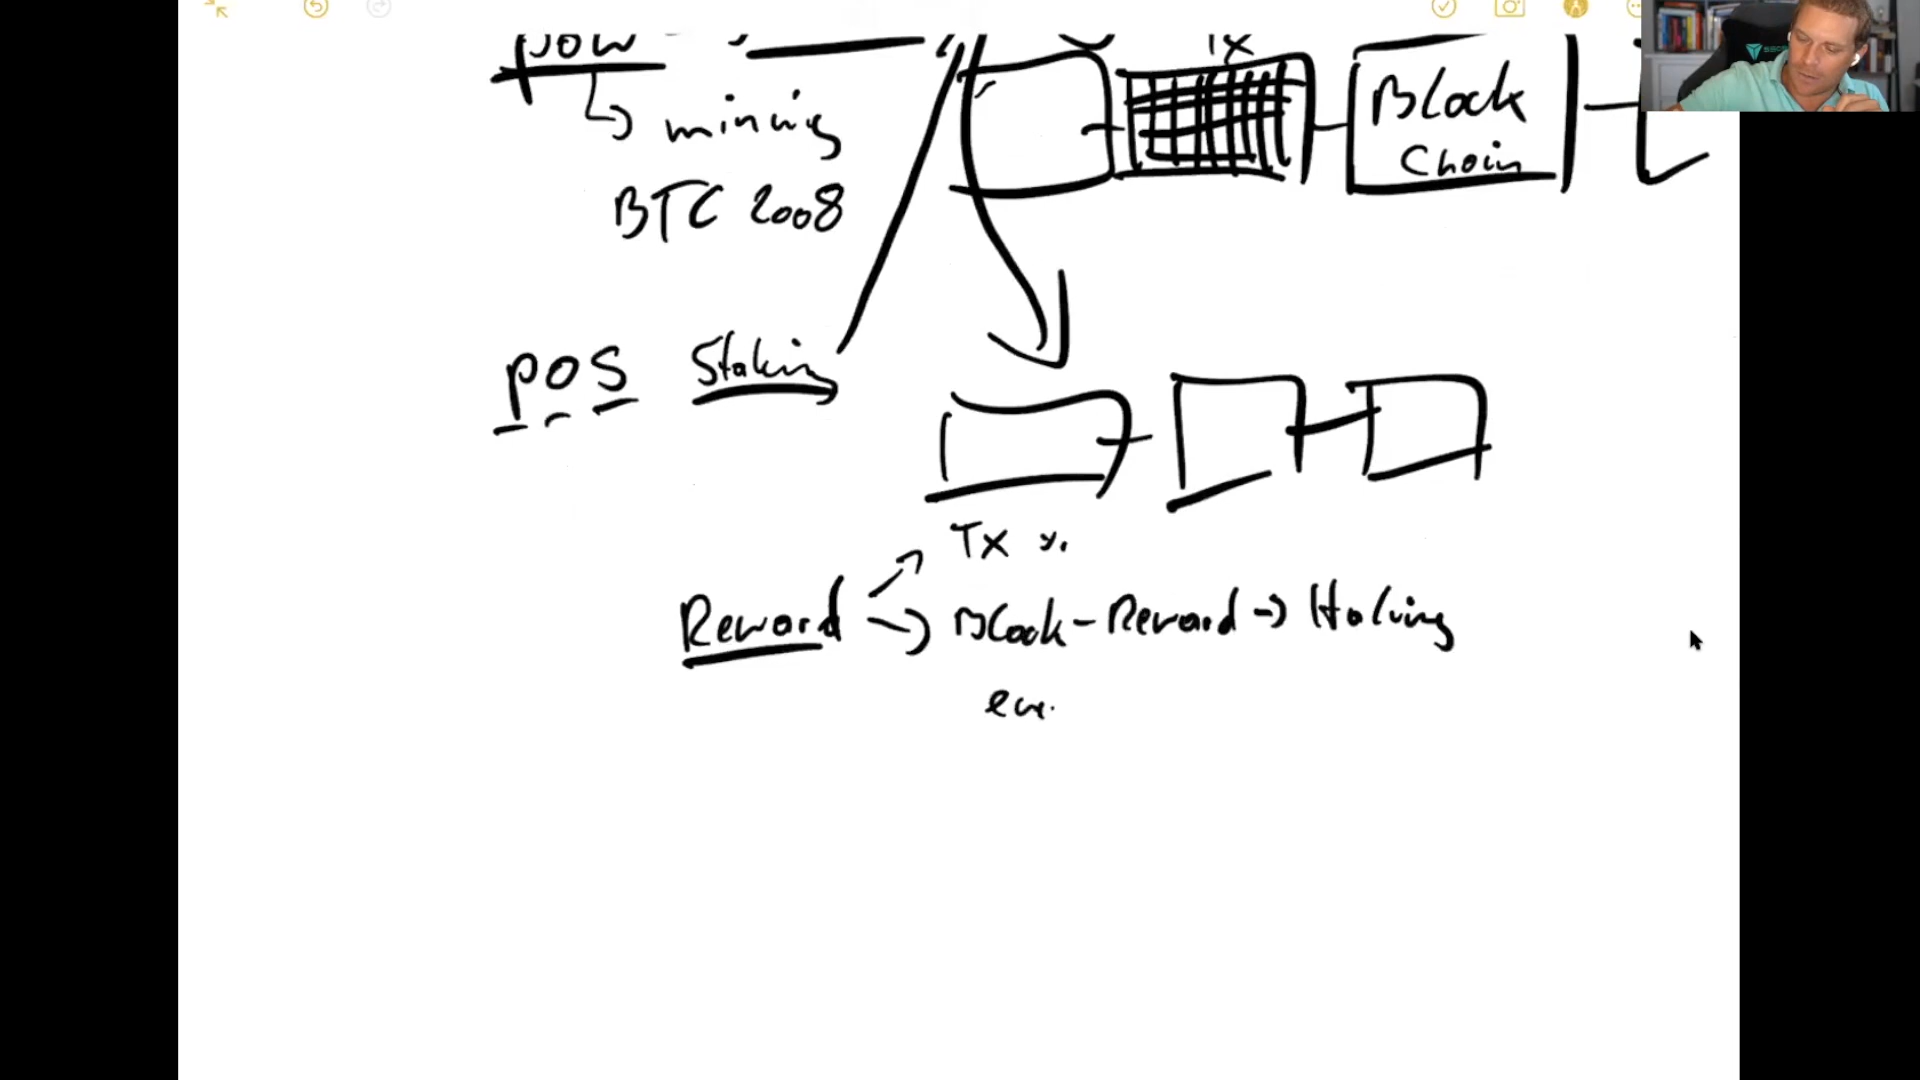 pow
TX
Block
Chain
mining
BTC 2008
pos Staking
TX
Reward Block-Reward → Halving